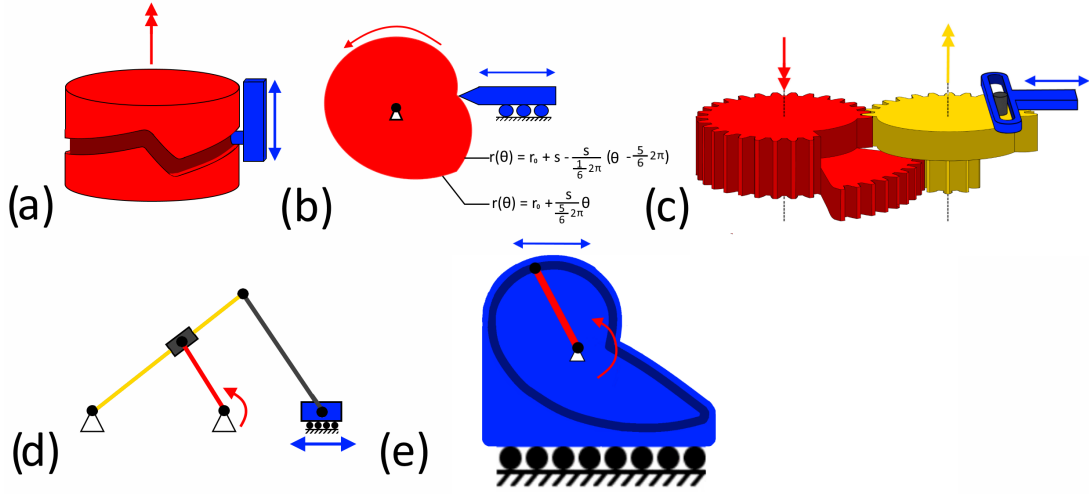 (a)
(b)
r(θ) = r₀ + s - s/(1/6 2π) (θ - 5/6 2π)
r(θ) = r₀ + s/(5/6 2π) θ
(c)
(d)
(e)